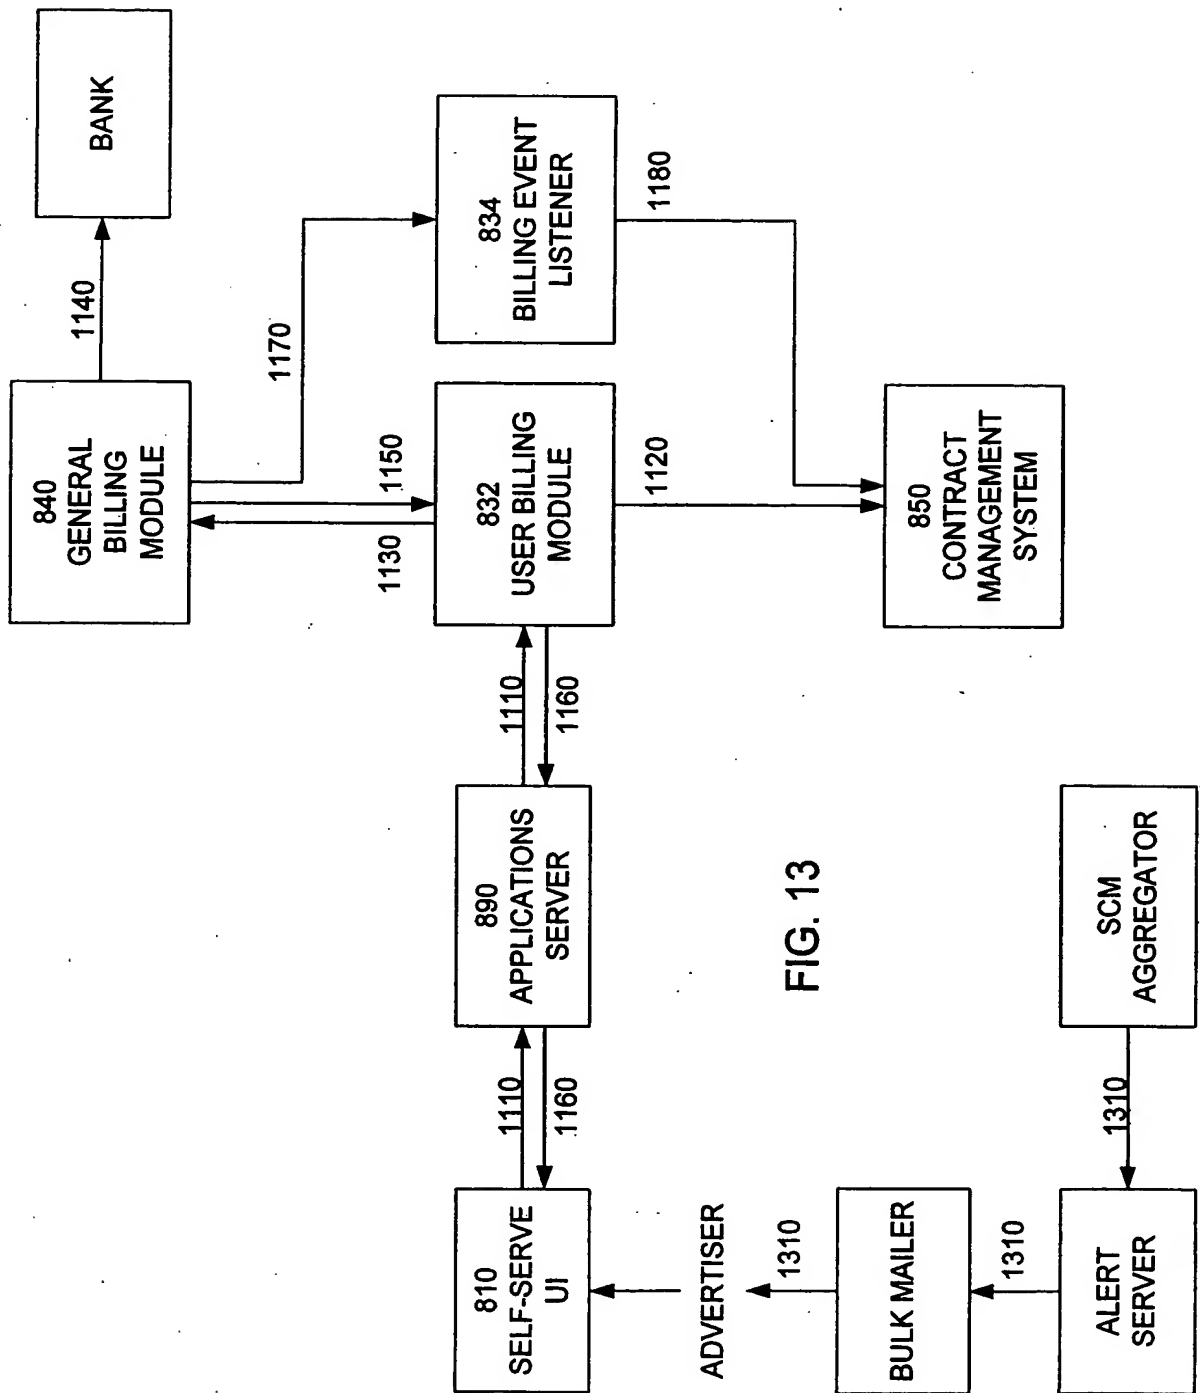 BANK
1140
840
GENERAL
BILLING
MODULE
1170
834
BILLING EVENT
LISTENER
1180
1150
1130
832
USER BILLING
MODULE
1120
850
CONTRACT
MANAGEMENT
SYSTEM
1110
1160
890
APPLICATIONS
SERVER
1110
1160
810
SELF-SERVE
UI
ADVERTISER
1310
BULK MAILER
1310
ALERT
SERVER
1310
SCM
AGGREGATOR
FIG. 13